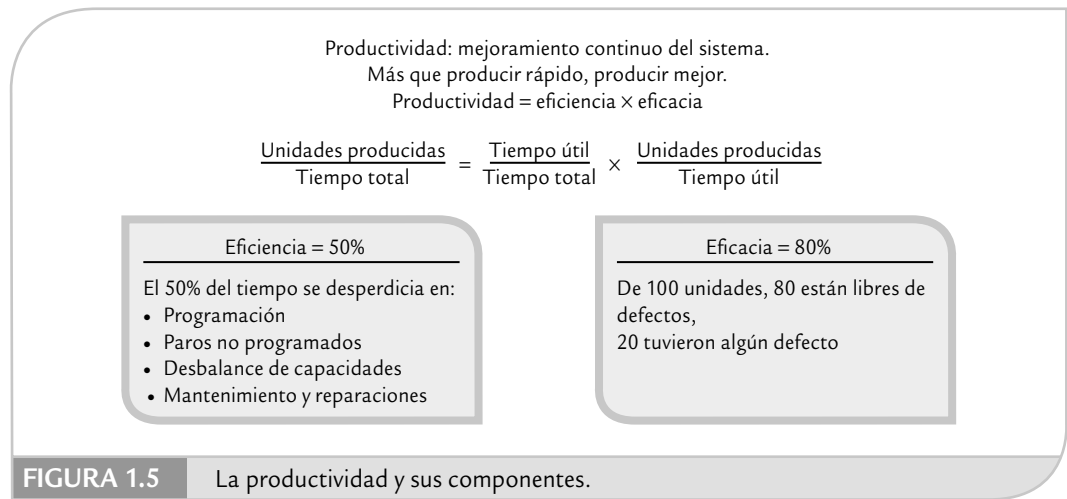 Productividad: mejoramiento continuo del sistema.
Más que producir rápido, producir mejor.
Productividad = eficiencia × eficacia
Unidades producidas / Tiempo total = Tiempo útil / Tiempo total × Unidades producidas / Tiempo útil
Eficiencia = 50%
El 50% del tiempo se desperdicia en:
• Programación
• Paros no programados
• Desbalance de capacidades
• Mantenimiento y reparaciones
Eficacia = 80%
De 100 unidades, 80 están libres de
defectos,
20 tuvieron algún defecto
FIGURA 1.5 La productividad y sus componentes.